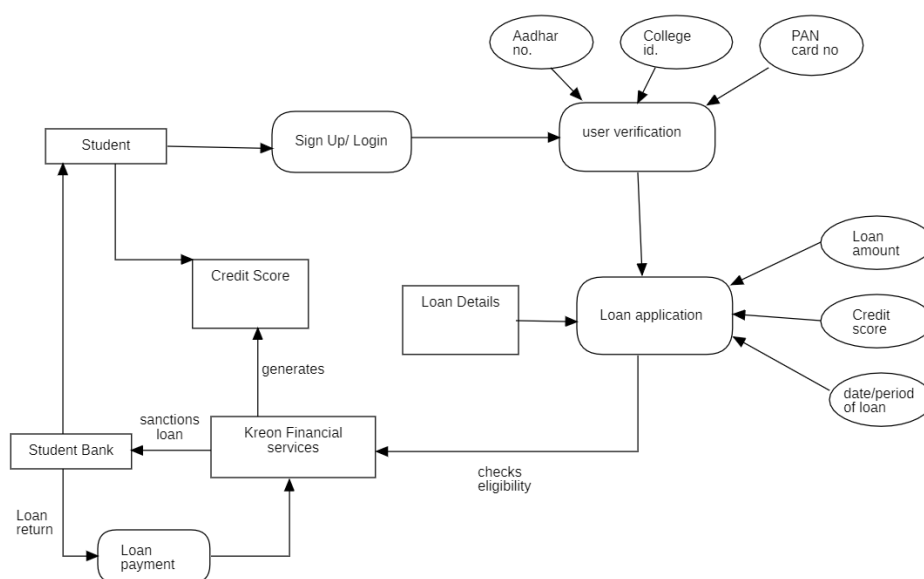 Aadhar
no.
College
id.
PAN
card no
user verification
Sign Up/ Login
Student
Loan
amount
Credit Score
Loan Details
Loan application
Credit
score
generates
date/period
of loan
sanctions
loan
Kreon Financial
services
Student Bank
checks
eligibility
Loan
return
Loan
payment